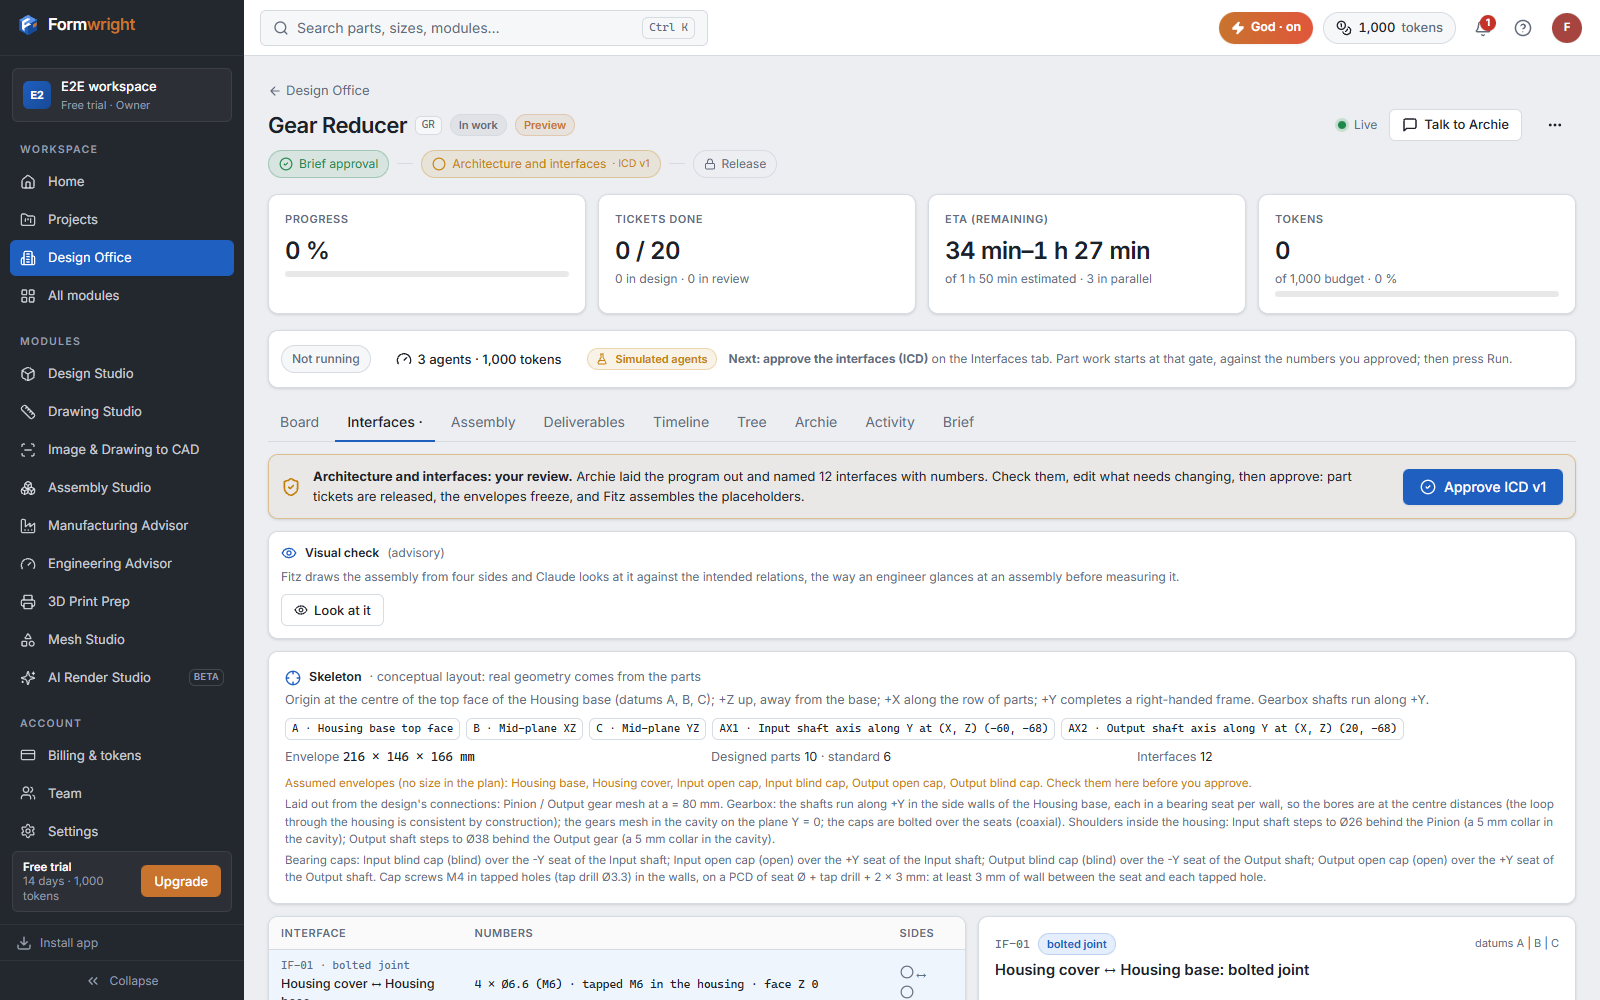 Formwright
Search parts, sizes, modules...
Ctrl K
God · on
1,000 tokens
1
F
E2
E2E workspace
Free trial · Owner
WORKSPACE
Home
Projects
Design Office
All modules
MODULES
Design Studio
Drawing Studio
Image & Drawing to CAD
Assembly Studio
Manufacturing Advisor
Engineering Advisor
3D Print Prep
Mesh Studio
AI Render Studio
BETA
ACCOUNT
Billing & tokens
Team
Settings
Free trial
14 days · 1,000
tokens
Upgrade
Install app
Collapse
Design Office
Gear Reducer
GR
In work
Preview
Live
Talk to Archie
Brief approval
Architecture and interfaces · ICD v1
Release
PROGRESS
0 %
TICKETS DONE
0 / 20
0 in design · 0 in review
ETA (REMAINING)
34 min–1 h 27 min
of 1 h 50 min estimated · 3 in parallel
TOKENS
0
of 1,000 budget · 0 %
Not running
3 agents · 1,000 tokens
Simulated agents
Next: approve the interfaces (ICD) on the Interfaces tab. Part work starts at that gate, against the numbers you approved; then press Run.
Board
Interfaces ·
Assembly
Deliverables
Timeline
Tree
Archie
Activity
Brief
Architecture and interfaces: your review. Archie laid the program out and named 12 interfaces with numbers. Check them, edit what needs changing, then approve: part
tickets are released, the envelopes freeze, and Fitz assembles the placeholders.
Approve ICD v1
Visual check (advisory)
Fitz draws the assembly from four sides and Claude looks at it against the intended relations, the way an engineer glances at an assembly before measuring it.
Look at it
Skeleton · conceptual layout: real geometry comes from the parts
Origin at the centre of the top face of the Housing base (datums A, B, C); +Z up, away from the base; +X along the row of parts; +Y completes a right-handed frame. Gearbox shafts run along +Y.
A · Housing base top face
B · Mid-plane XZ
C · Mid-plane YZ
AX1 · Input shaft axis along Y at (X, Z) (-60, -68)
AX2 · Output shaft axis along Y at (X, Z) (20, -68)
Envelope 216 × 146 × 166 mm
Designed parts 10 · standard 6
Interfaces 12
Assumed envelopes (no size in the plan): Housing base, Housing cover, Input open cap, Input blind cap, Output open cap, Output blind cap. Check them here before you approve.
Laid out from the design's connections: Pinion / Output gear mesh at a = 80 mm. Gearbox: the shafts run along +Y in the side walls of the Housing base, each in a bearing seat per wall, so the bores are at the centre distances (the loop
through the housing is consistent by construction); the gears mesh in the cavity on the plane Y = 0; the caps are bolted over the seats (coaxial). Shoulders inside the housing: Input shaft steps to Ø26 behind the Pinion (a 5 mm collar in
the cavity); Output shaft steps to Ø38 behind the Output gear (a 5 mm collar in the cavity).
Bearing caps: Input blind cap (blind) over the -Y seat of the Input shaft; Input open cap (open) over the +Y seat of the Input shaft; Output blind cap (blind) over the -Y seat of the Output shaft; Output open cap (open) over the +Y seat of
the Output shaft. Cap screws M4 in tapped holes (tap drill Ø3.3) in the walls, on a PCD of seat Ø + tap drill + 2 × 3 mm: at least 3 mm of wall between the seat and each tapped hole.
INTERFACE
NUMBERS
SIDES
IF-01 · bolted joint
Housing cover ↔ Housing
4 × Ø6.6 (M6) · tapped M6 in the housing · face Z 0
↔
IF-01
bolted joint
datums A | B | C
Housing cover ↔ Housing base: bolted joint